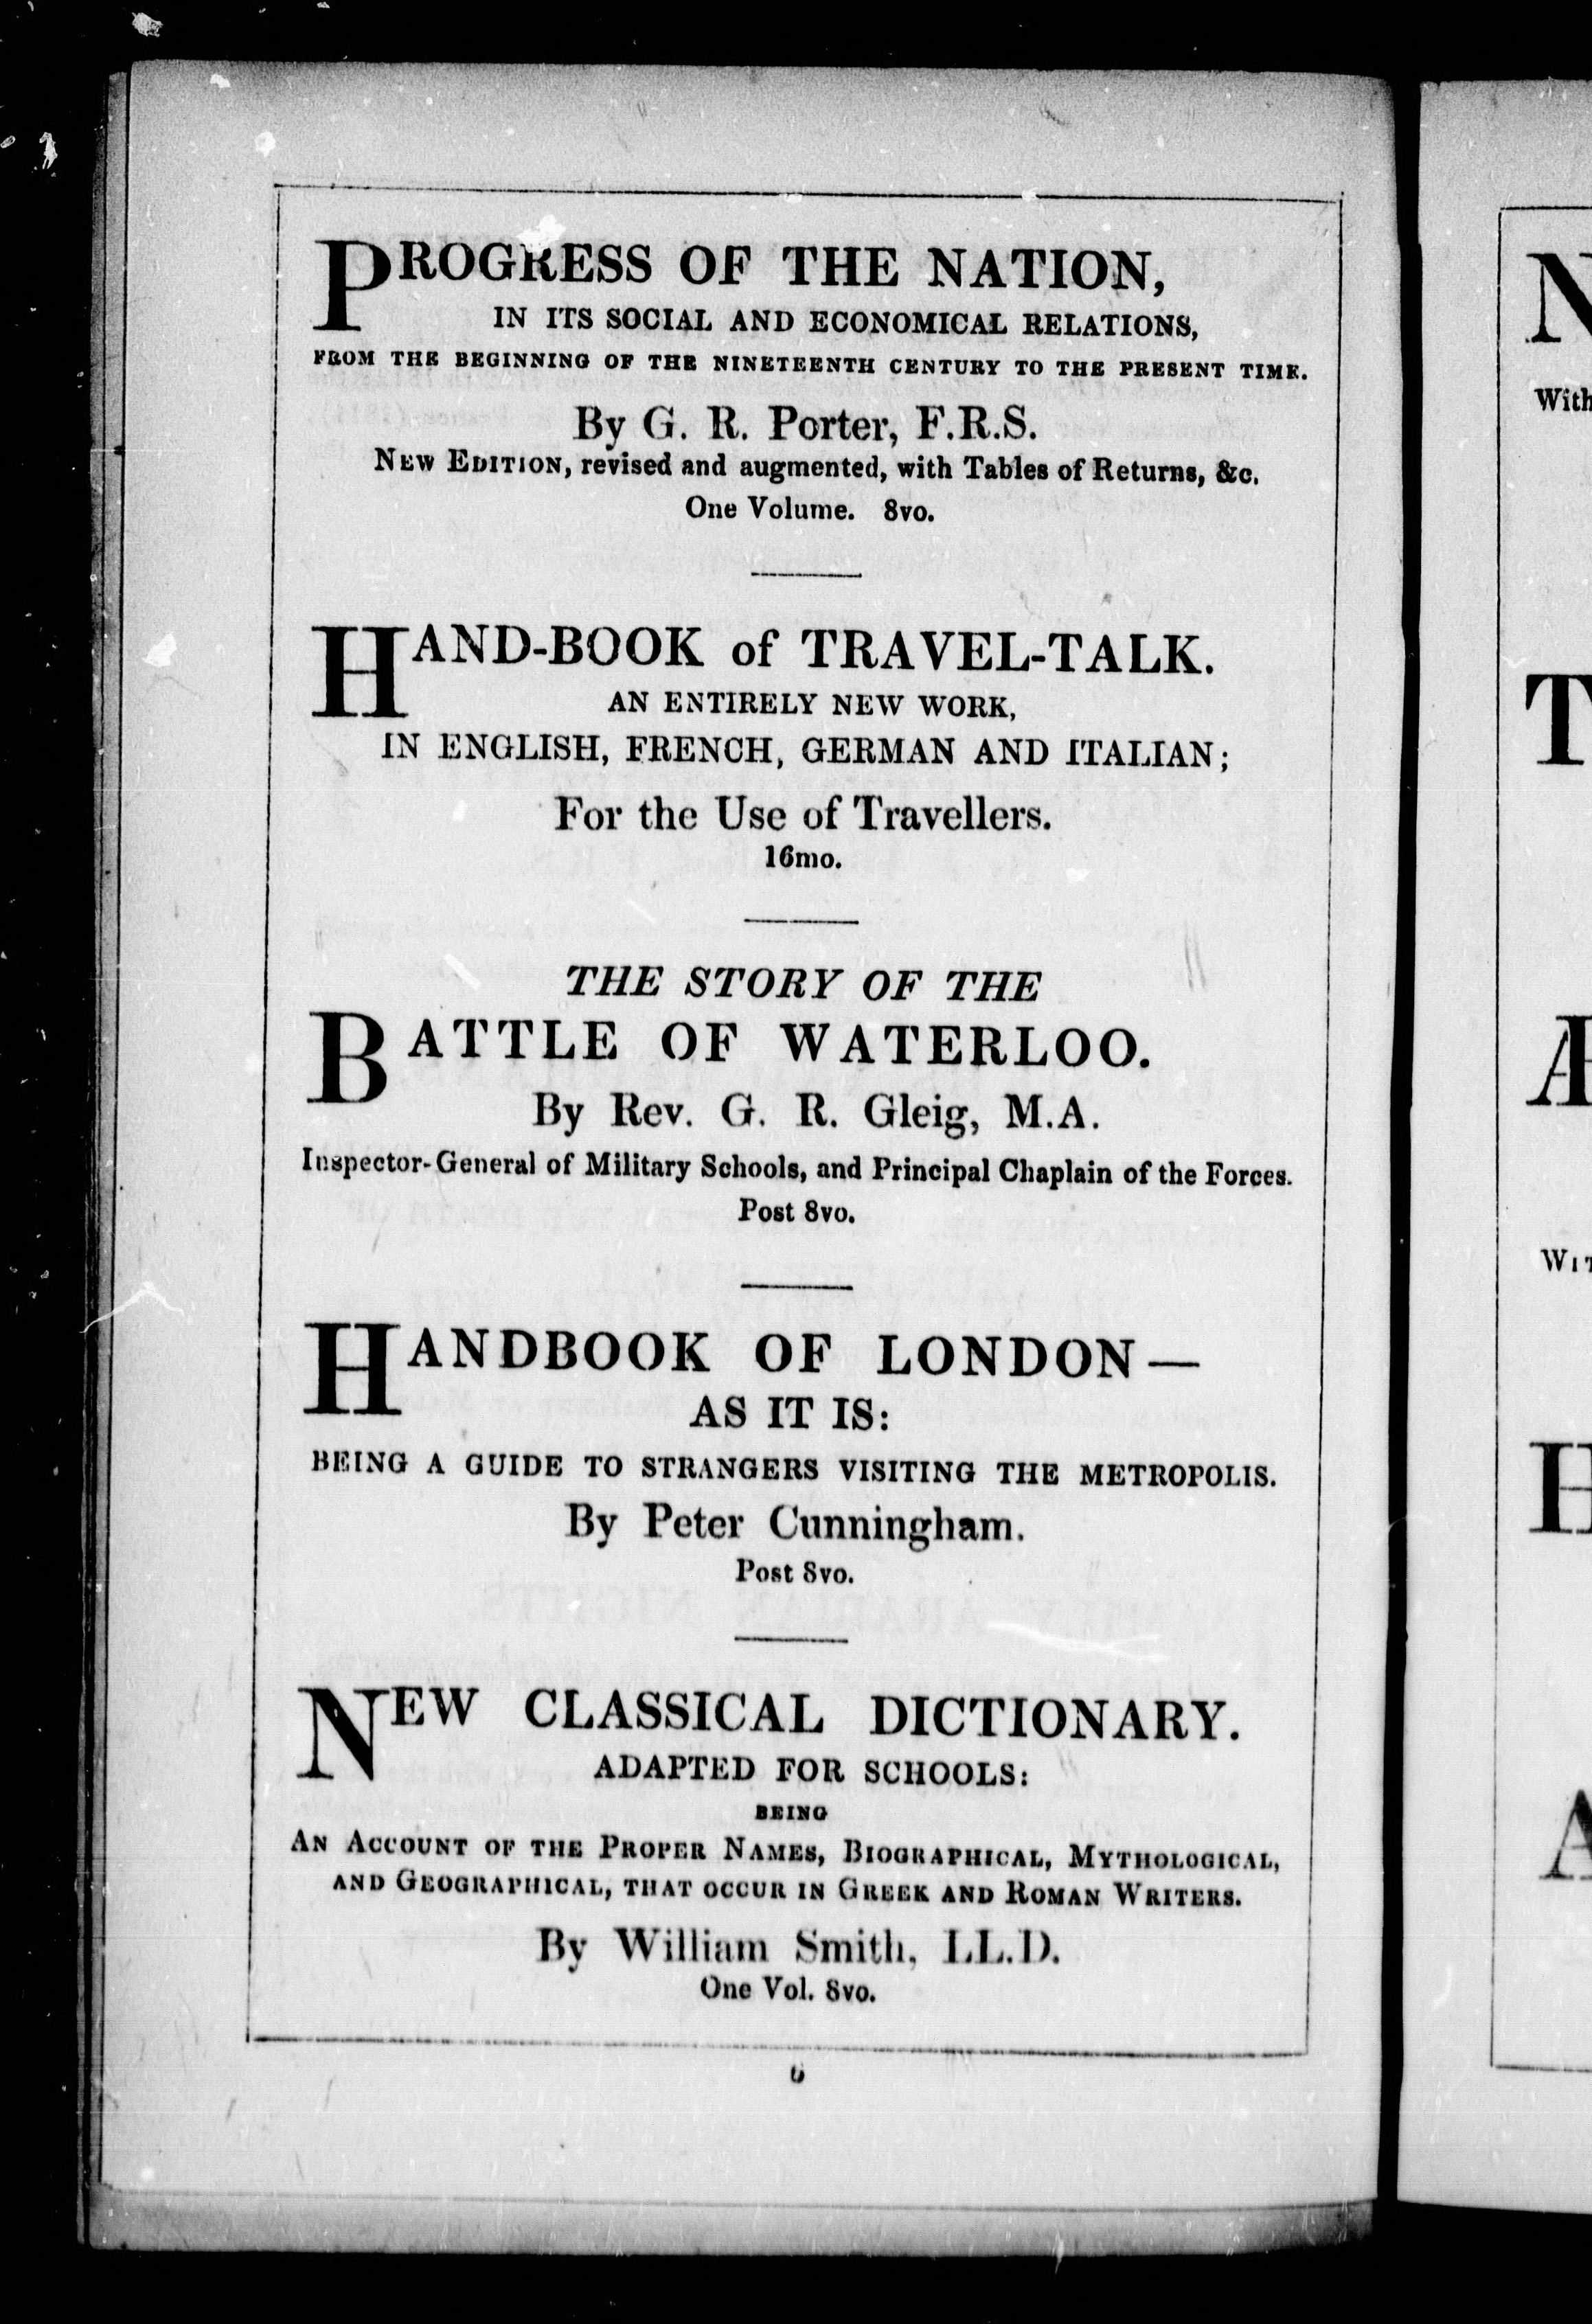 PROGRESS OF THE NATION,
IN ITS SOCIAL AND ECONOMICAL RELATIONS,
FROM THE BEGINNING OF THE NINETEENTH CENTURY TO THE PRESENT TIME.
By G. R. Porter, F.R.S.
NEW EDITION, revised and augmented, with Tables of Returns, &c.
One Volume. 8vo.
HAND-BOOK of TRAVEL-TALK.
AN ENTIRELY NEW WORK,
IN ENGLISH, FRENCH, GERMAN AND ITALIAN;
For the Use of Travellers.
16mo.
THE STORY OF THE
BATTLE OF WATERLOO.
By Rev. G. R. Gleig, M.A.
Inspector-General of Military Schools, and Principal Chaplain of the Forces.
Post 8vo.
HANDBOOK OF LONDON—
AS IT IS:
BEING A GUIDE TO STRANGERS VISITING THE METROPOLIS.
By Peter Cunningham.
Post 8vo.
NEW CLASSICAL DICTIONARY.
ADAPTED FOR SCHOOLS:
BEING
AN ACCOUNT OF THE PROPER NAMES, BIOGRAPHICAL, MYTHOLOGICAL,
AND GEOGRAPHICAL, THAT OCCUR IN GREEK AND ROMAN WRITERS.
By William Smith, LL.D.
One Vol. 8vo.
N
With
T
Æ
H
A